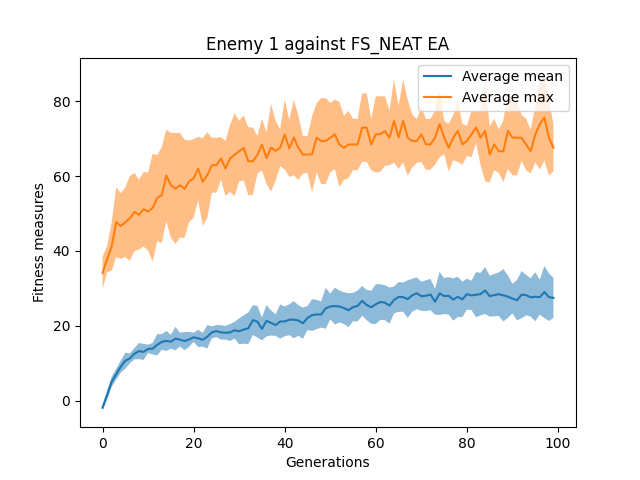 Enemy 1 against FS_NEAT EA
Average mean
Average max
Fitness measures
80
60
40
20
0
0 20 40 60 80 100
Generations